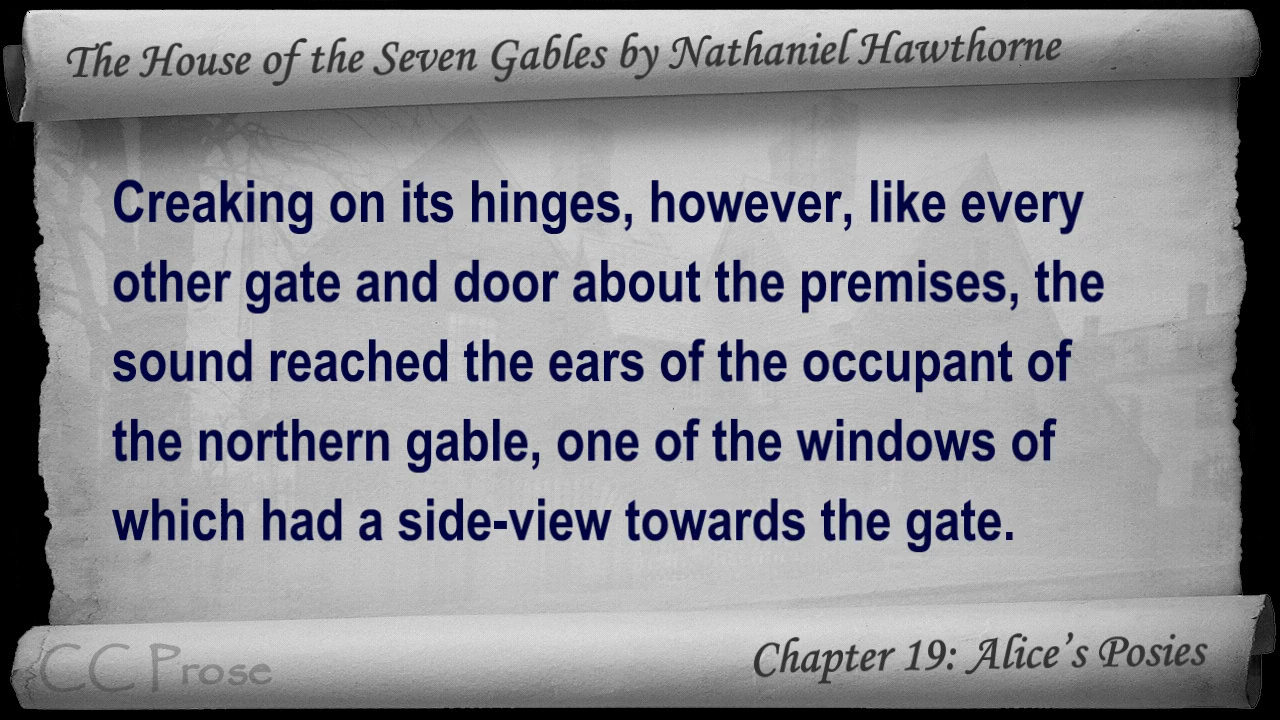 The House of the Seven Gables by Nathaniel Hawthorne
Creaking on its hinges, however, like every
other gate and door about the premises, the
sound reached the ears of the occupant of
the northern gable, one of the windows of
which had a side-view towards the gate.
CC Prose
Chapter 19: Alice's Posies